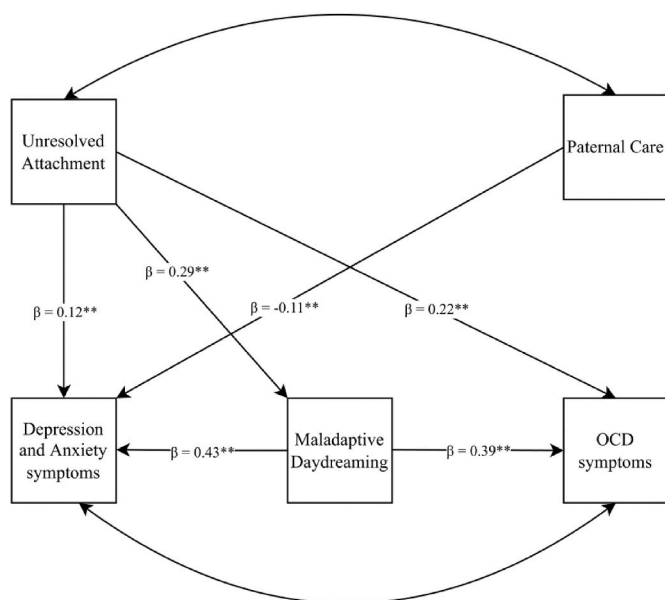 Unresolved
Attachment
Paternal Care
β = 0.29**
β = 0.12**
β = -0.11**
β = 0.22**
Depression
and Anxiety
symptoms
β = 0.43**
Maladaptive
Daydreaming
β = 0.39**
OCD
symptoms